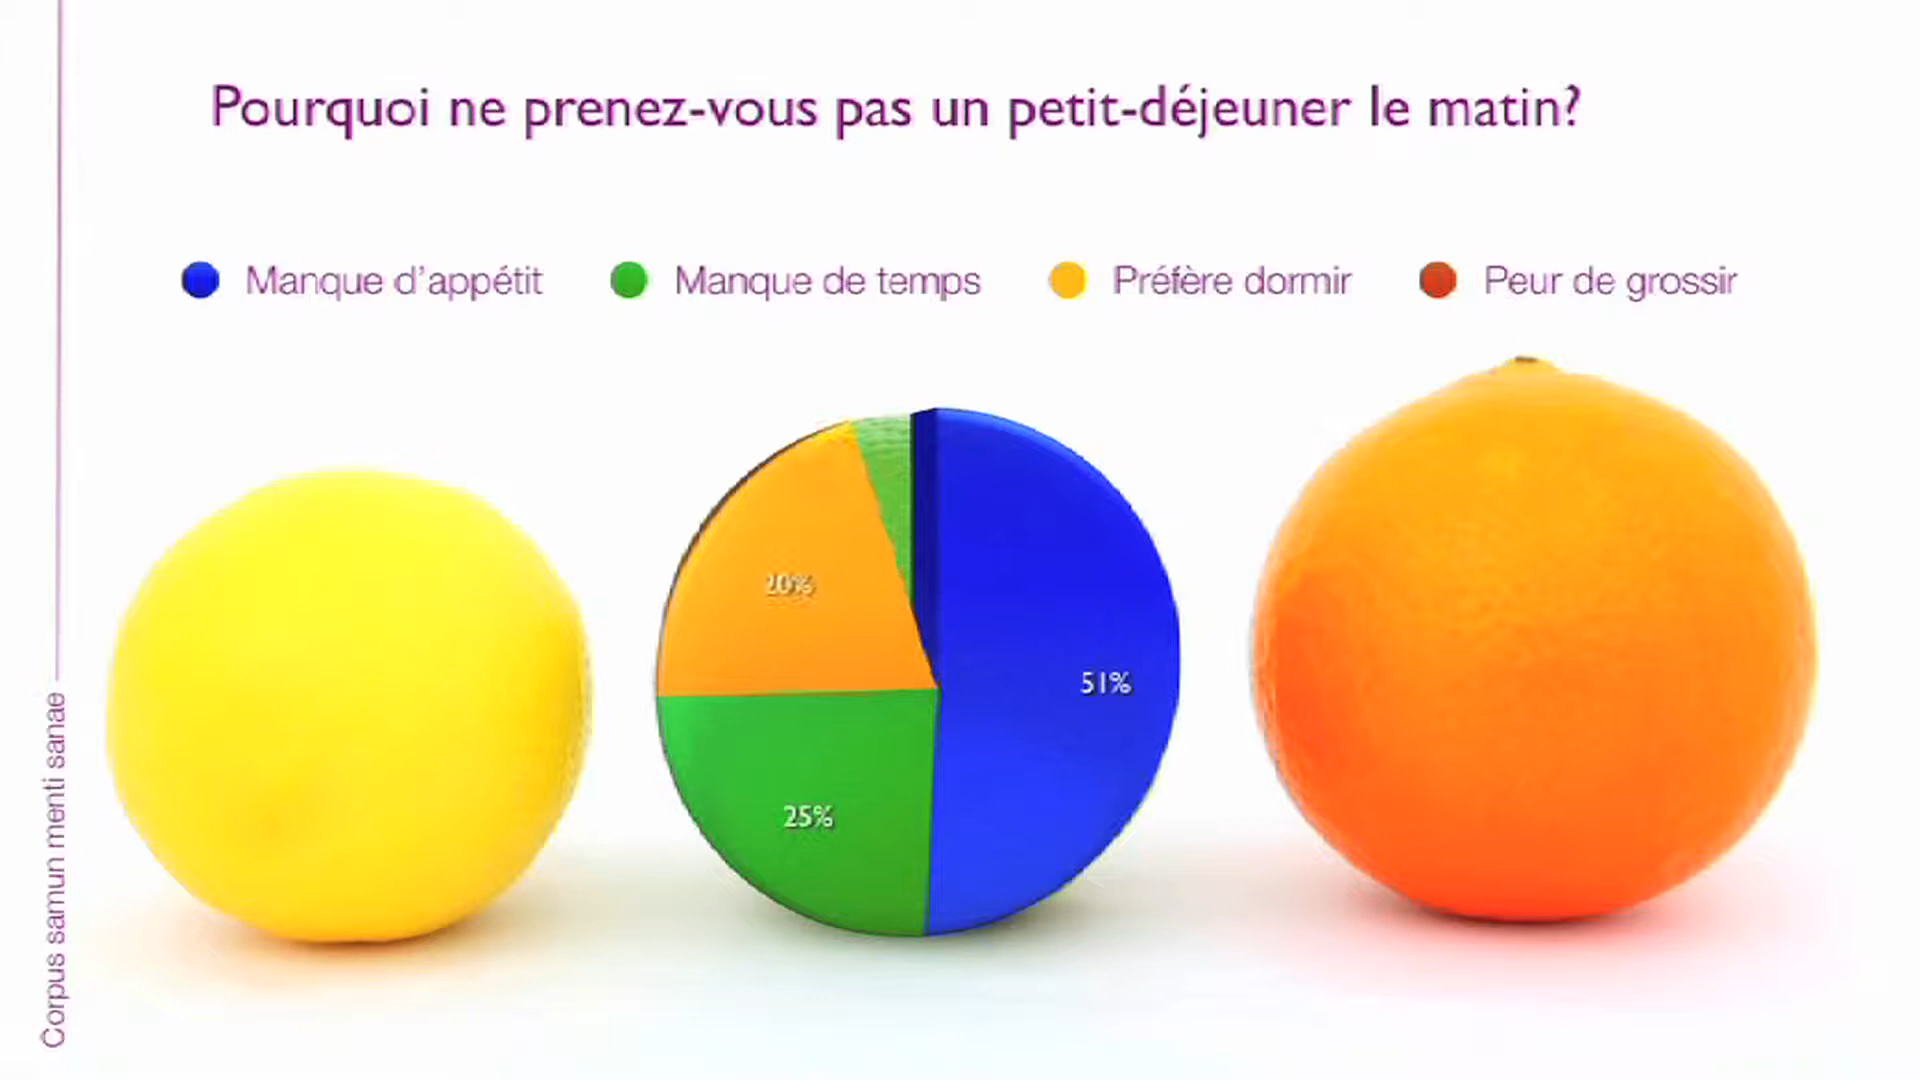 Pourquoi ne prenez-vous pas un petit-déjeuner le matin?
Manque d'appétit
Manque de temps
Préfère dormir
Peur de grossir
20%
51%
25%
Corpus samun menti sanae